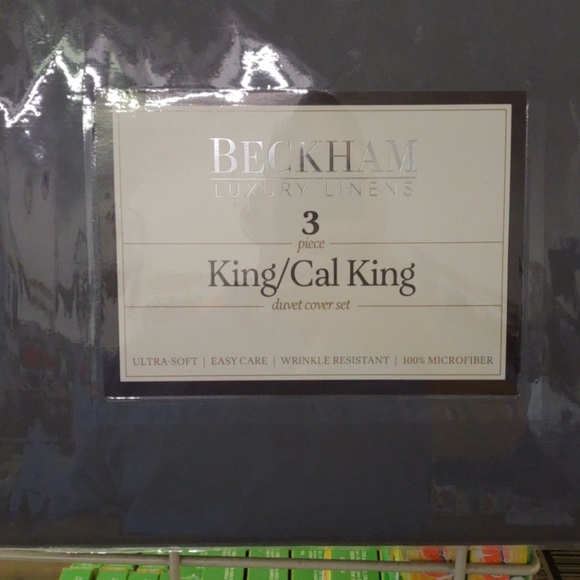 BECKHAM
LUXURY LINENS
3
piece
King/Cal King
duvet cover set
ULTRA-SOFT | EASY CARE | WRINKLE RESISTANT | 100% MICROFIBER